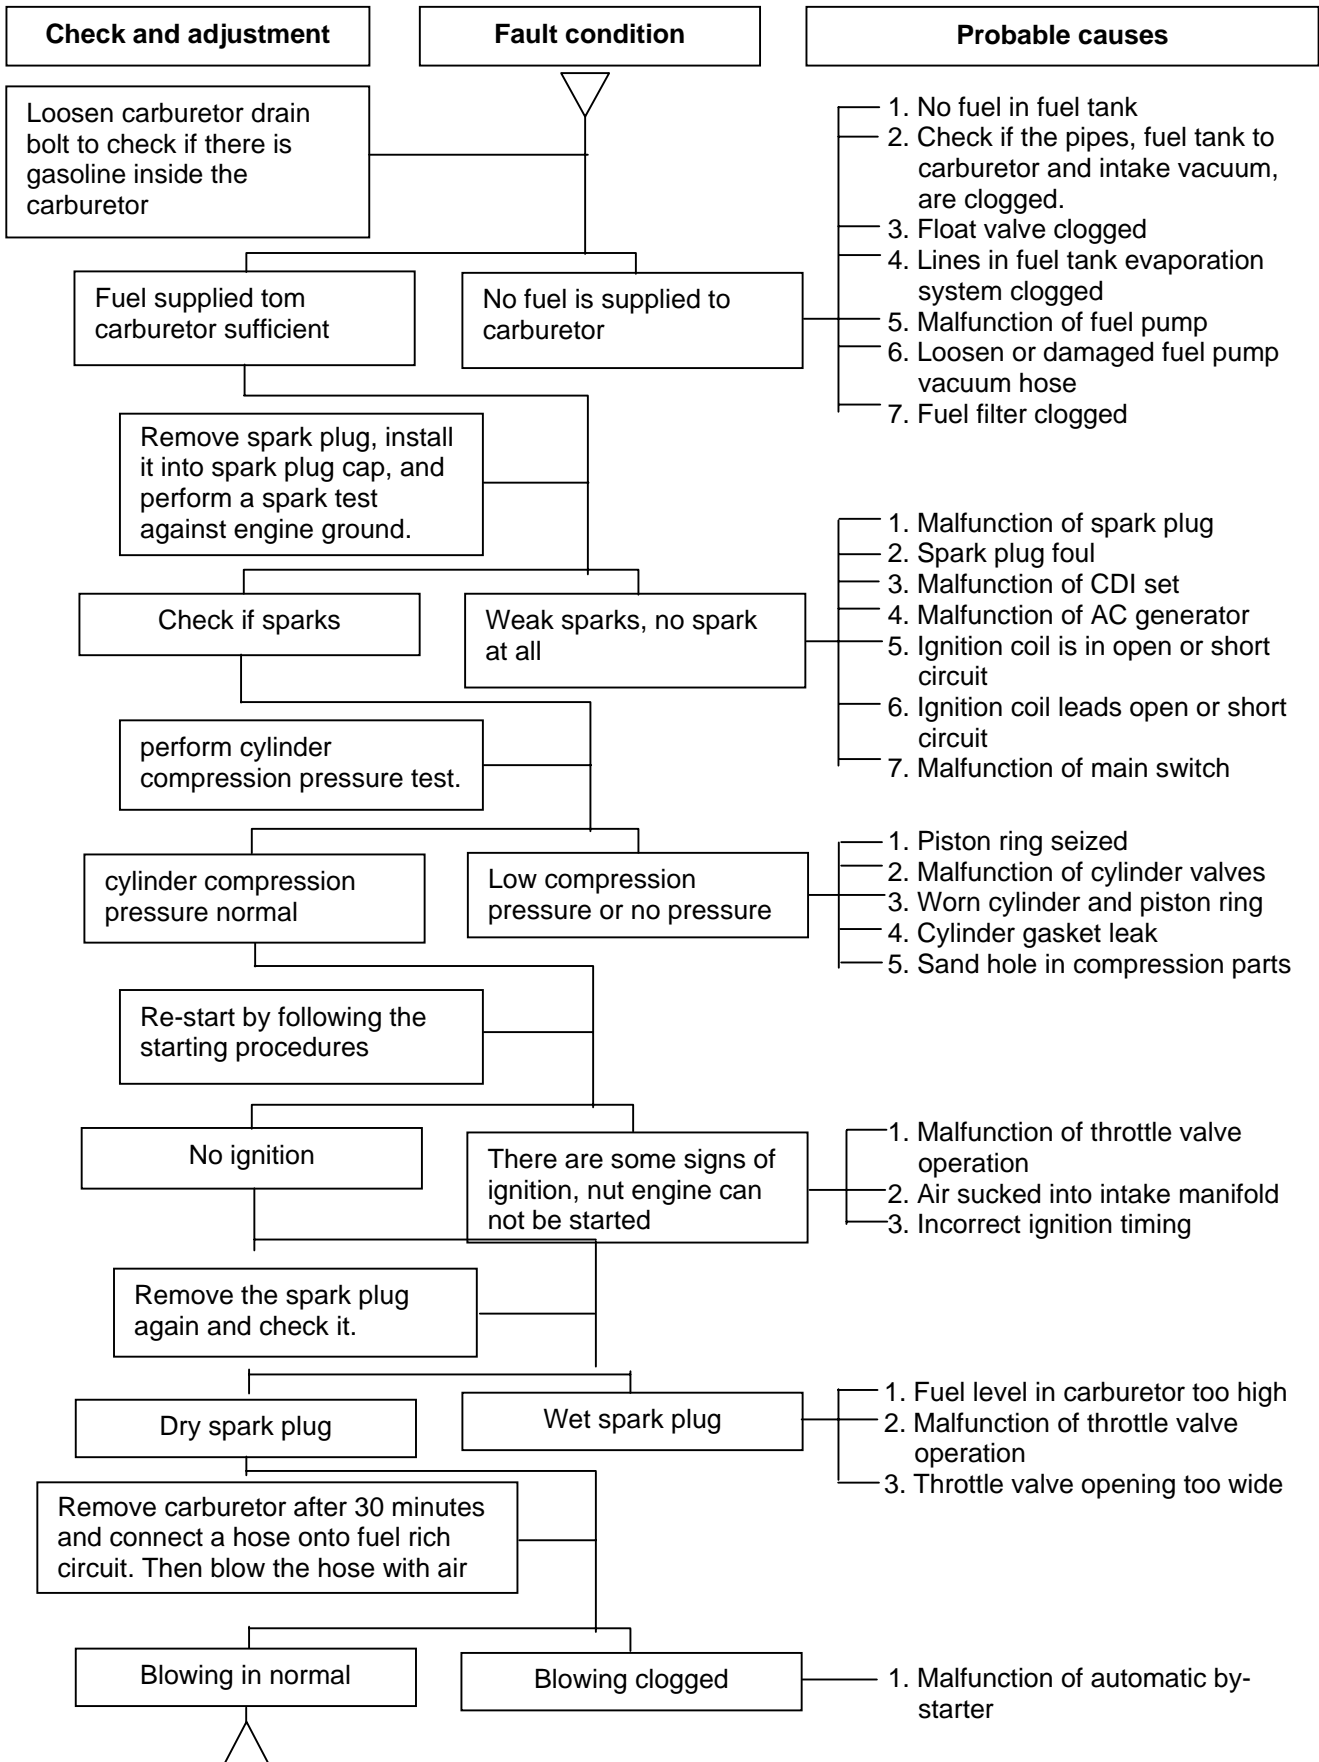 Check and adjustment
Fault condition
Probable causes
Loosen carburetor drain
bolt to check if there is
gasoline inside the
carburetor
1. No fuel in fuel tank
2. Check if the pipes, fuel tank to
carburetor and intake vacuum,
are clogged.
3. Float valve clogged
4. Lines in fuel tank evaporation
system clogged
5. Malfunction of fuel pump
6. Loosen or damaged fuel pump
vacuum hose
7. Fuel filter clogged
Fuel supplied tom
carburetor sufficient
No fuel is supplied to
carburetor
Remove spark plug, install
it into spark plug cap, and
perform a spark test
against engine ground.
Check if sparks
Weak sparks, no spark
at all
1. Malfunction of spark plug
2. Spark plug foul
3. Malfunction of CDI set
4. Malfunction of AC generator
5. Ignition coil is in open or short
circuit
6. Ignition coil leads open or short
circuit
7. Malfunction of main switch
perform cylinder
compression pressure test.
cylinder compression
pressure normal
Low compression
pressure or no pressure
1. Piston ring seized
2. Malfunction of cylinder valves
3. Worn cylinder and piston ring
4. Cylinder gasket leak
5. Sand hole in compression parts
Re-start by following the
starting procedures
No ignition
There are some signs of
ignition, nut engine can
not be started
1. Malfunction of throttle valve
operation
2. Air sucked into intake manifold
3. Incorrect ignition timing
Remove the spark plug
again and check it.
Dry spark plug
Wet spark plug
1. Fuel level in carburetor too high
2. Malfunction of throttle valve
operation
3. Throttle valve opening too wide
Remove carburetor after 30 minutes
and connect a hose onto fuel rich
circuit. Then blow the hose with air
Blowing in normal
Blowing clogged
1. Malfunction of automatic by-
starter